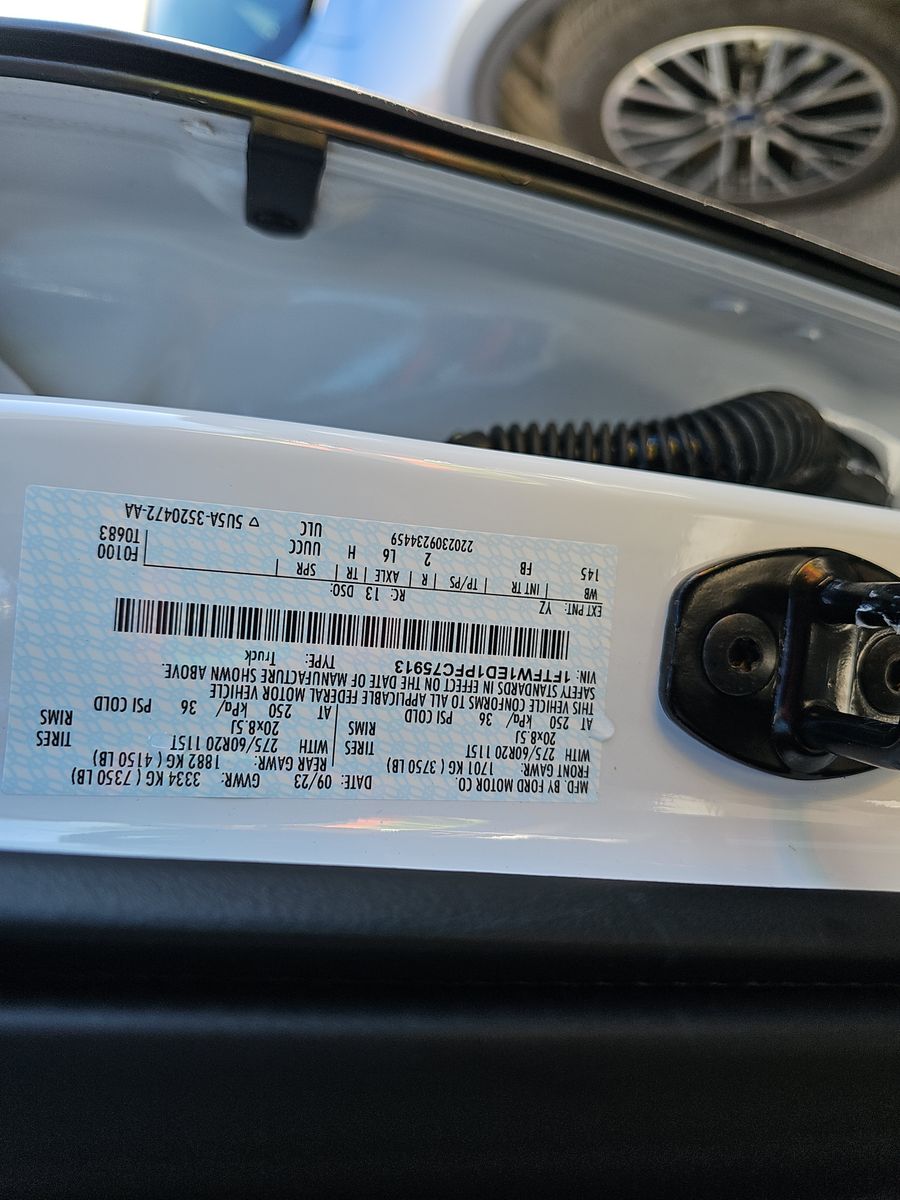 MFD. BY FORD MOTOR CO.
DATE: 09/23 GVWR: 3334 KG ( 7350 LB)
FRONT GAWR: 1701 KG ( 3750 LB) REAR GAWR: 1882 KG ( 4150 LB)
WITH 275/60R20 115T TIRES WITH 275/60R20 115T TIRES
20x8.5J RIMS 20x8.5J RIMS
AT 250 kPa/ 36 PSI COLD AT 250 kPa/ 36 PSI COLD
THIS VEHICLE CONFORMS TO ALL APPLICABLE FEDERAL MOTOR VEHICLE
SAFETY STANDARDS IN EFFECT ON THE DATE OF MANUFACTURE SHOWN ABOVE.
VIN: 1FTFW1ED1PFC75913 TYPE: Truck
EXT PNT: YZ RC: 13 DSO:
WB | INT TR | TP/PS | R | AXLE | TR | SPR | F0100
145 FB 2 L6 H UUCC T0683
2202309234459 ULC ▽ 5U5A-3520472-AA